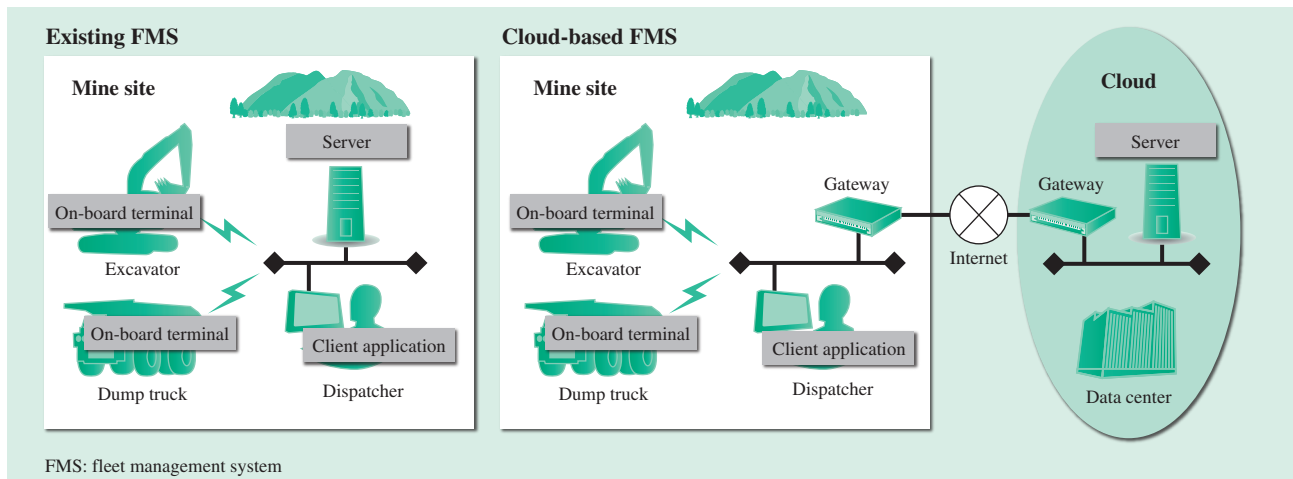 Existing FMS
Mine site
Server
On-board terminal
Excavator
On-board terminal
Dump truck
Client application
Dispatcher
Cloud-based FMS
Mine site
On-board terminal
Excavator
On-board terminal
Dump truck
Gateway
Client application
Dispatcher
Internet
Cloud
Server
Gateway
Data center
FMS: fleet management system